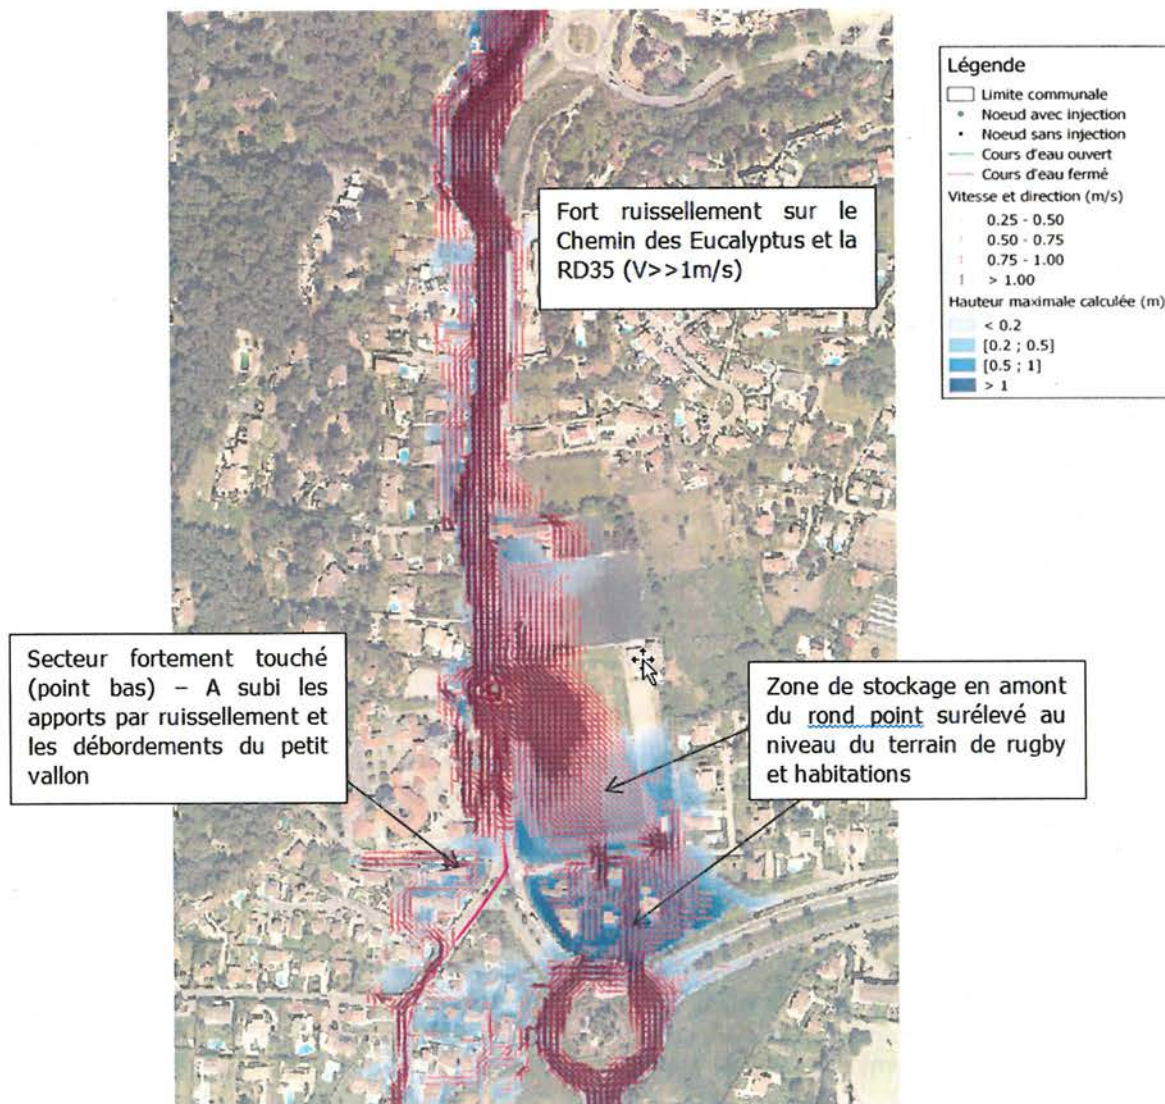 Légende
Limite communale
Noeud avec injection
Noeud sans injection
Cours d'eau ouvert
Cours d'eau fermé
Vitesse et direction (m/s)
0.25 - 0.50
0.50 - 0.75
0.75 - 1.00
> 1.00
Hauteur maximale calculée (m)
< 0.2
[0.2 ; 0.5]
[0.5 ; 1]
> 1
Fort ruissellement sur le
Chemin des Eucalyptus et la
RD35 (V>>1m/s)
Secteur fortement touché
(point bas) – A subi les
apports par ruissellement et
les débordements du petit
vallon
Zone de stockage en amont
du rond point surélevé au
niveau du terrain de rugby
et habitations